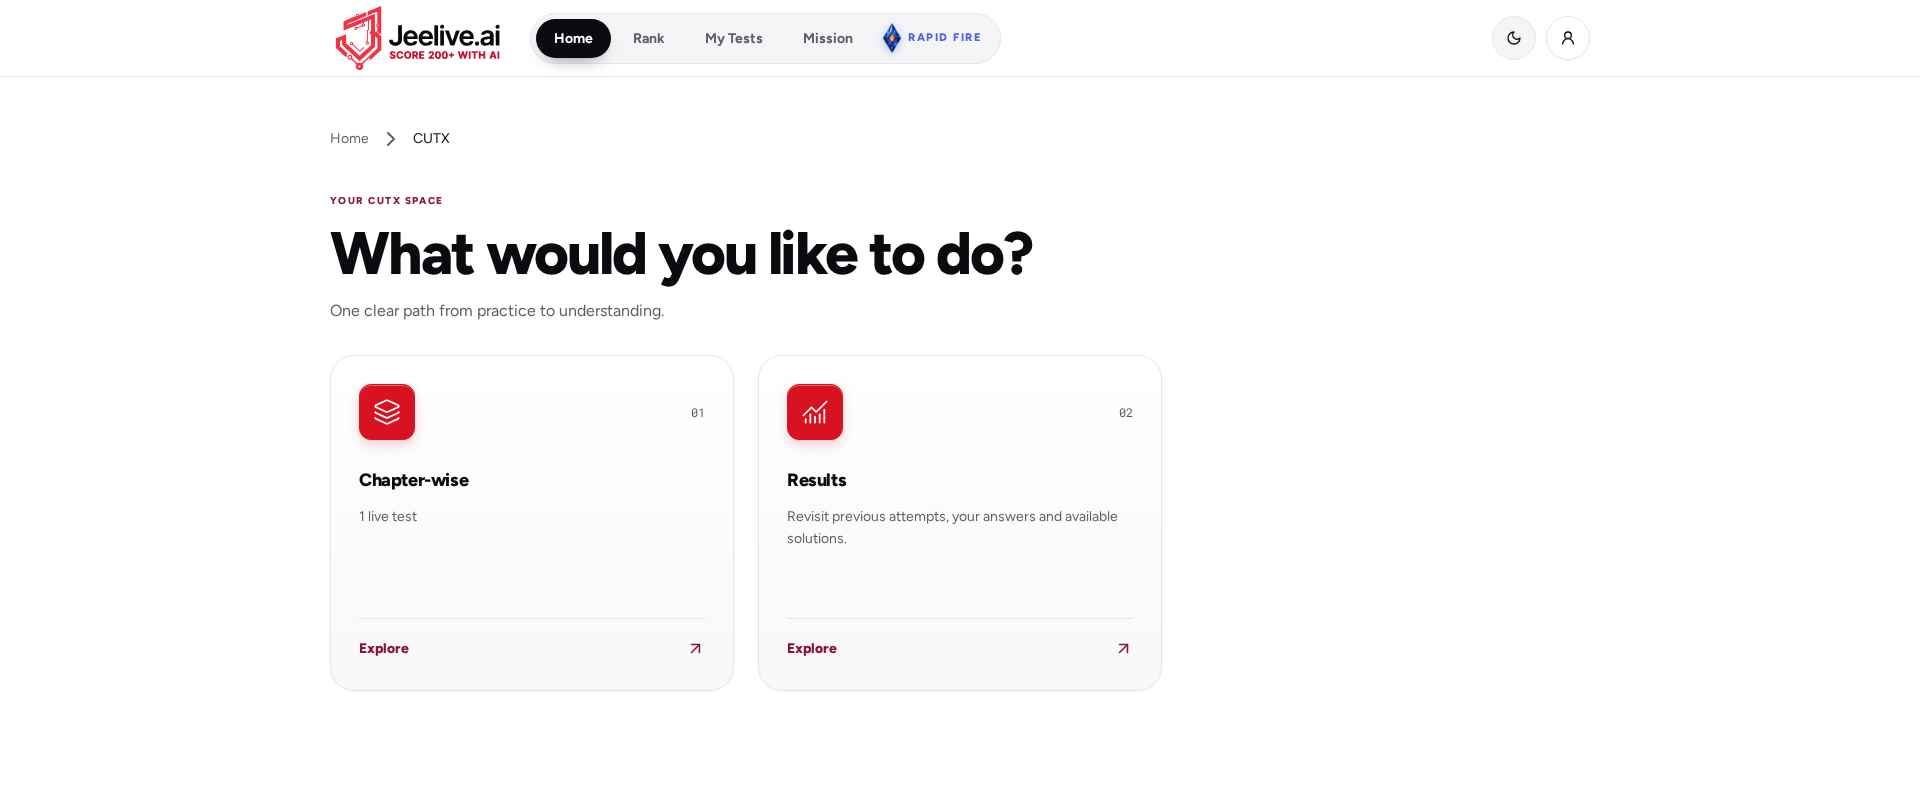 Jeelive.ai
SCORE 200+ WITH AI
Home
Rank
My Tests
Mission
RAPID FIRE
Home
CUTX
YOUR CUTX SPACE
What would you like to do?
One clear path from practice to understanding.
01
Chapter-wise
1 live test
Explore
02
Results
Revisit previous attempts, your answers and available
solutions.
Explore